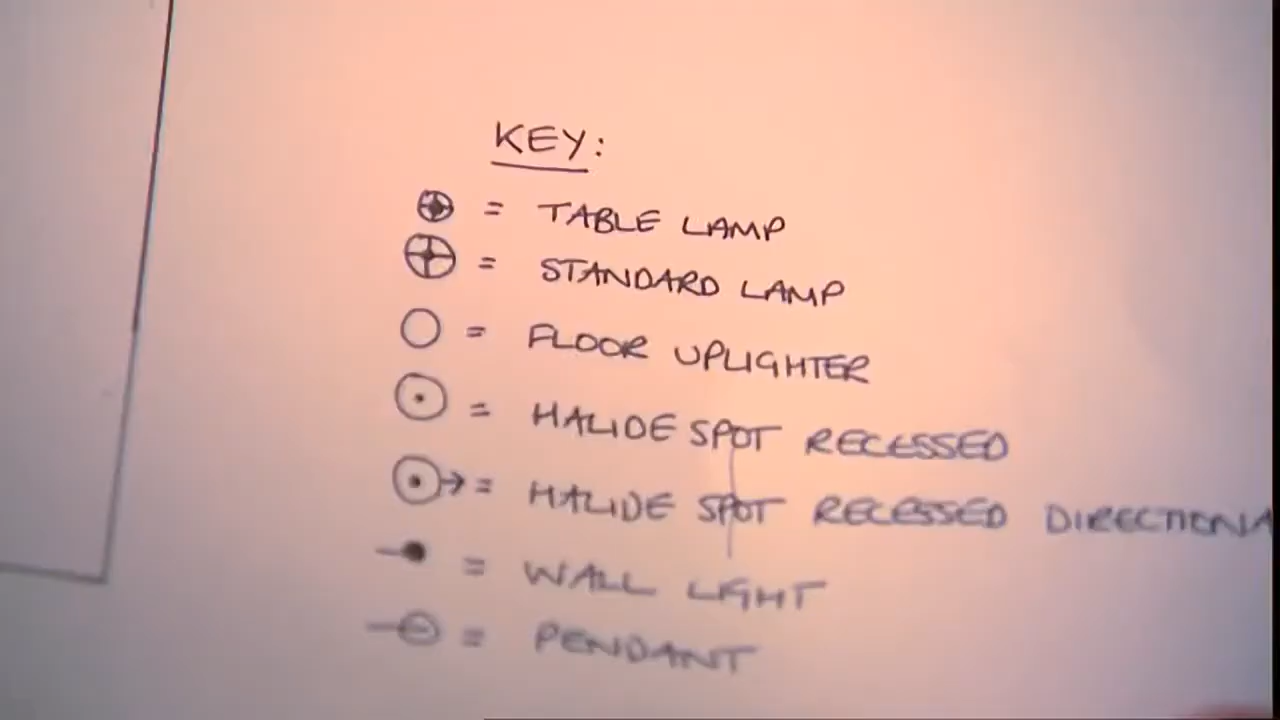 KEY:
= TABLE LAMP
= STANDARD LAMP
= FLOOR UPLIGHTER
= HALIDE SPOT RECESSED
= HALIDE SPOT RECESSED DIRECTIONA
= WALL LIGHT
= PENDANT